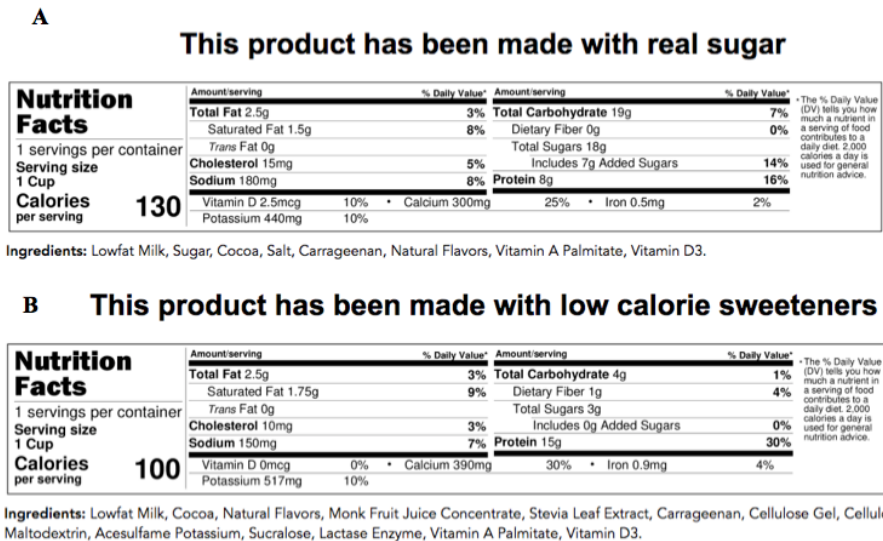 A
This product has been made with real sugar
Nutrition
Facts
1 servings per container
Serving size
1 Cup
Calories
per serving
130
Amount/serving % Daily Value*
Total Fat 2.5g 3%
Saturated Fat 1.5g 8%
Trans Fat 0g
Cholesterol 15mg 5%
Sodium 180mg 8%
Amount/serving % Daily Value*
Total Carbohydrate 19g 7%
Dietary Fiber 0g 0%
Total Sugars 18g
Includes 7g Added Sugars 14%
Protein 8g 16%
Vitamin D 2.5mcg 10% • Calcium 300mg 25% • Iron 0.5mg 2%
Potassium 440mg 10%
* The % Daily Value
(DV) tells you how
much a nutrient in
a serving of food
contributes to a
daily diet. 2,000
calories a day is
used for general
nutrition advice.
Ingredients: Lowfat Milk, Sugar, Cocoa, Salt, Carrageenan, Natural Flavors, Vitamin A Palmitate, Vitamin D3.
B
This product has been made with low calorie sweeteners
Nutrition
Facts
1 servings per container
Serving size
1 Cup
Calories
per serving
100
Amount/serving % Daily Value*
Total Fat 2.5g 3%
Saturated Fat 1.75g 9%
Trans Fat 0g
Cholesterol 10mg 3%
Sodium 150mg 7%
Amount/serving % Daily Value*
Total Carbohydrate 4g 1%
Dietary Fiber 1g 4%
Total Sugars 3g
Includes 0g Added Sugars 0%
Protein 15g 30%
Vitamin D 0mcg 0% • Calcium 390mg 30% • Iron 0.9mg 4%
Potassium 517mg 10%
* The % Daily Value
(DV) tells you how
much a nutrient in
a serving of food
contributes to a
daily diet. 2,000
calories a day is
used for general
nutrition advice.
Ingredients: Lowfat Milk, Cocoa, Natural Flavors, Monk Fruit Juice Concentrate, Stevia Leaf Extract, Carrageenan, Cellulose Gel,
Maltodextrin, Acesulfame Potassium, Sucralose, Lactase Enzyme, Vitamin A Palmitate, Vitamin D3.